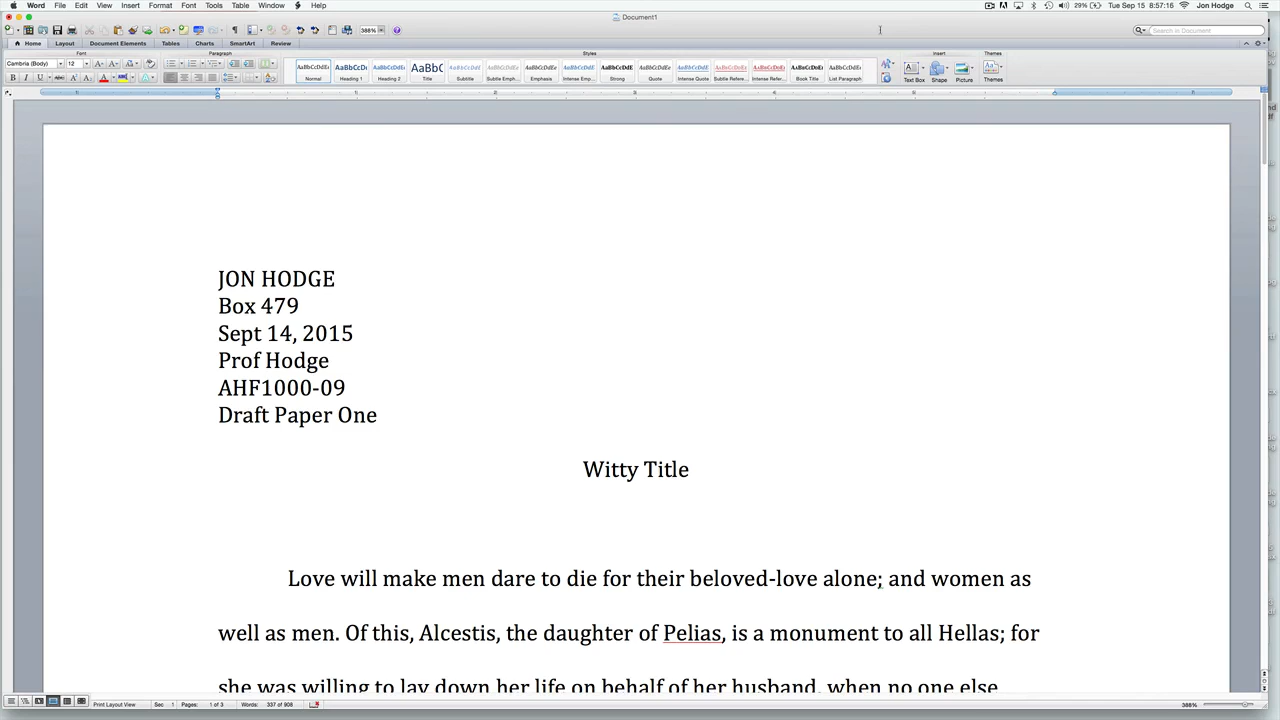 Word File Edit View Insert Format Font Tools Table Window Help
29% Tue Sep 15 8:57:16 Jon Hodge
Document1
388% Search in Document
Home Layout Document Elements Tables Charts SmartArt Review
Font Paragraph Styles Insert Themes
Cambria (Body) 12
Normal Heading 1 Heading 2 Title Subtitle Subtle Emph... Emphasis Intense Emp... Strong Quote Intense Quote Subtle Refere... Intense Refer... Book Title List Paragraph Text Box Shape Picture Themes
JON HODGE
Box 479
Sept 14, 2015
Prof Hodge
AHF1000-09
Draft Paper One
Witty Title
Love will make men dare to die for their beloved-love alone; and women as
well as men. Of this, Alcestis, the daughter of Pelias, is a monument to all Hellas; for
she was willing to lay down her life on behalf of her husband, when no one else
Print Layout View Sec 1 Pages: 1 of 3 Words: 337 of 908 388%